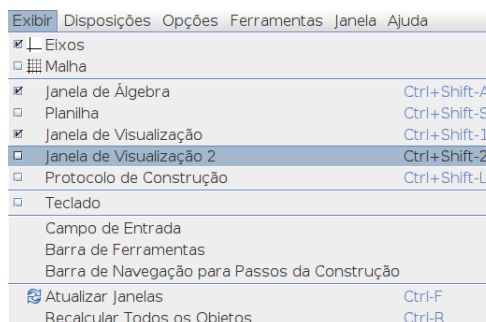 Exibir Disposições Opções Ferramentas Janela Ajuda
Eixos
Malha
Janela de Álgebra Ctrl+Shift-A
Planilha Ctrl+Shift-S
Janela de Visualização Ctrl+Shift-1
Janela de Visualização 2 Ctrl+Shift-2
Protocolo de Construção Ctrl+Shift-L
Teclado
Campo de Entrada
Barra de Ferramentas
Barra de Navegação para Passos da Construção
Atualizar Janelas Ctrl-F
Recalcular Todos os Objetos Ctrl-R